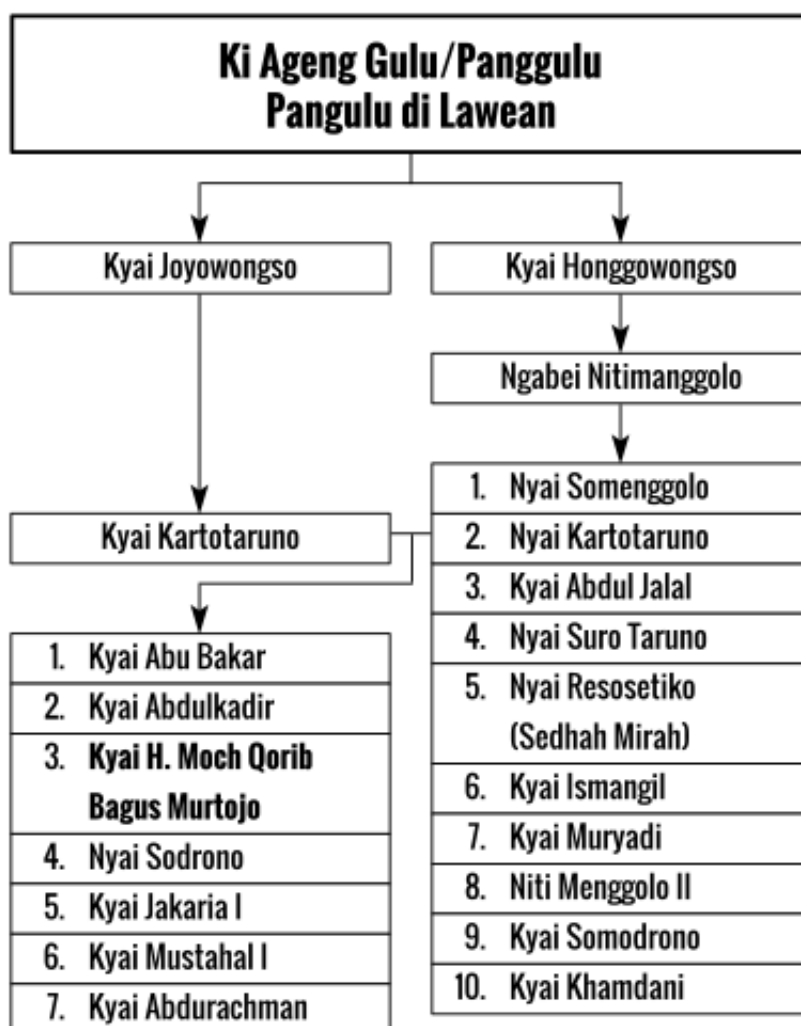 Ki Ageng Gulu/Panggulu
Pangulu di Lawean
Kyai Joyowongso
Kyai Honggowongso
Ngabei Nitimanggolo
Kyai Kartotaruno
1. Nyai Somenggolo
2. Nyai Kartotaruno
3. Kyai Abdul Jalal
4. Nyai Suro Taruno
5. Nyai Resosetiko
(Sedhah Mirah)
6. Kyai Ismangil
7. Kyai Muryadi
8. Niti Menggolo II
9. Kyai Somodrono
10. Kyai Khamdani
1. Kyai Abu Bakar
2. Kyai Abdulkadir
3. Kyai H. Moch Qorib
Bagus Murtojo
4. Nyai Sodrono
5. Kyai Jakaria I
6. Kyai Mustahal I
7. Kyai Abdurachman